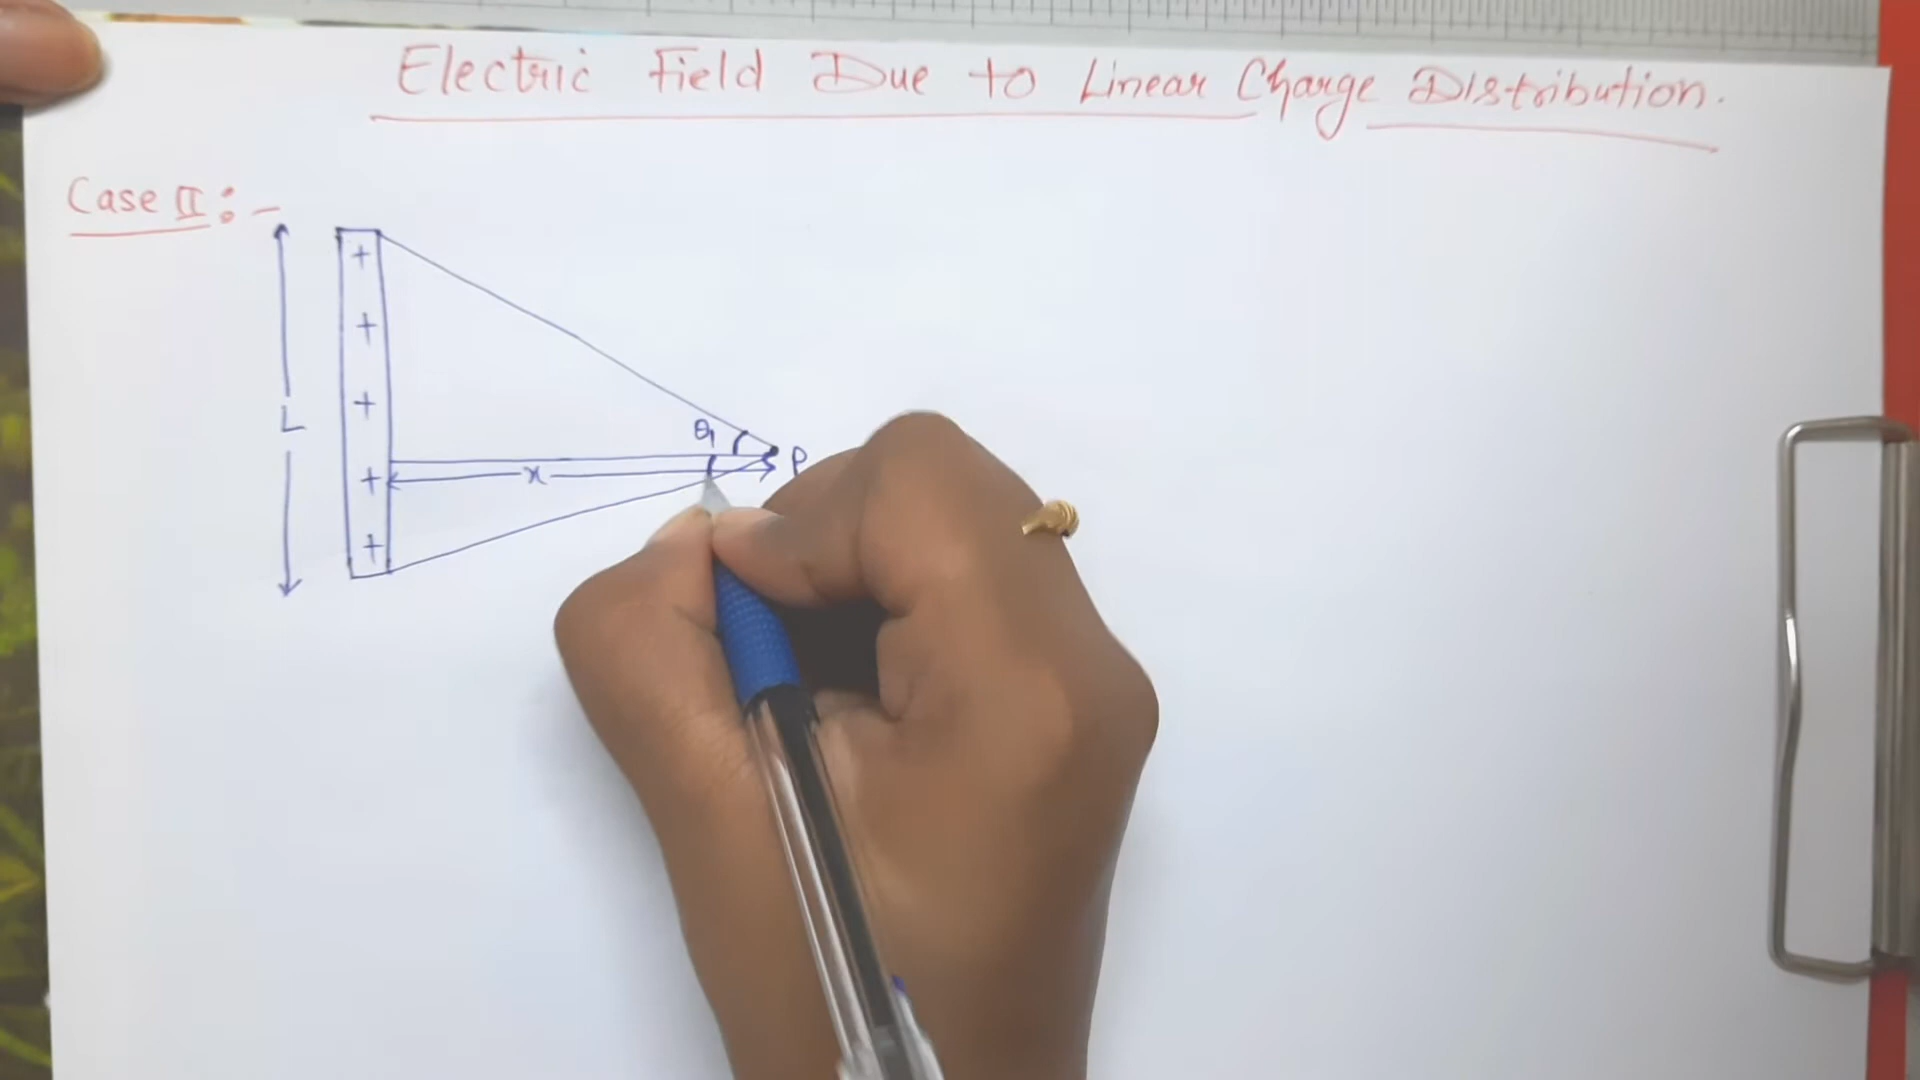 Electric Field Due to Linear Charge Distribution.
Case II :-
+
+
+
L
θ1
P
+
x
+